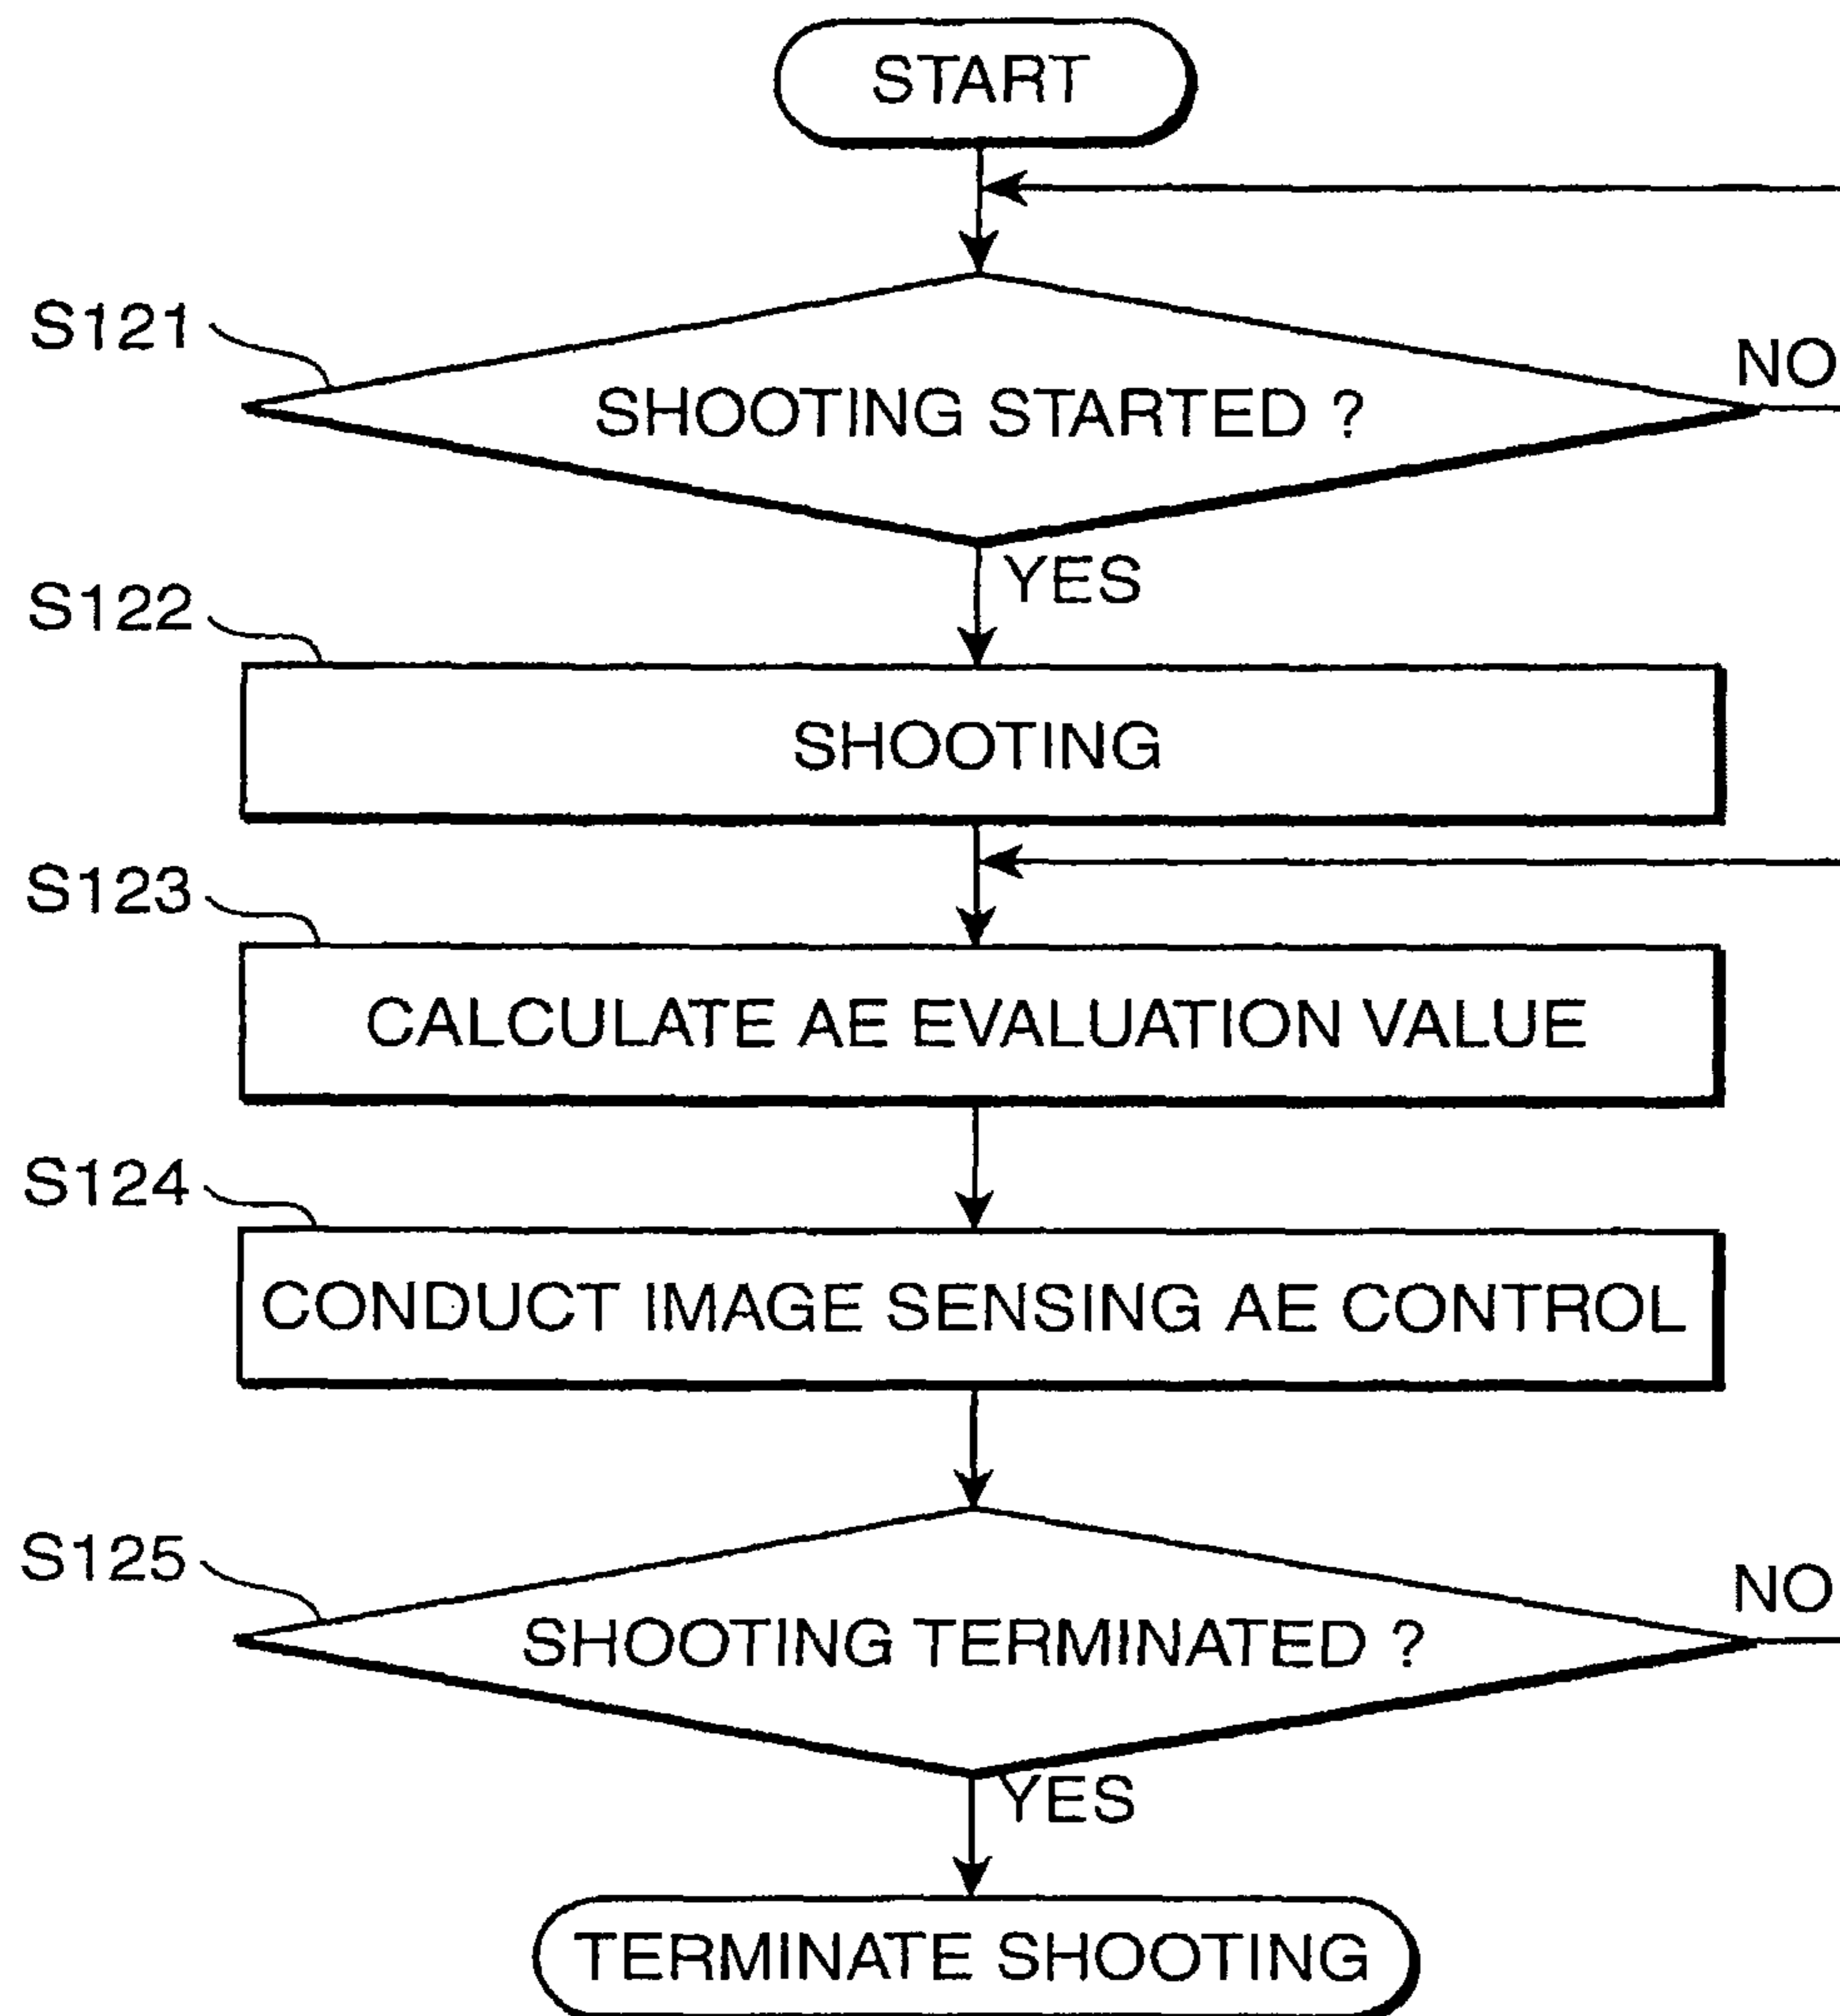 START
S121
SHOOTING STARTED ?
NO
YES
S122
SHOOTING
S123
CALCULATE AE EVALUATION VALUE
S124
CONDUCT IMAGE SENSING AE CONTROL
S125
SHOOTING TERMINATED ?
NO
YES
TERMINATE SHOOTING